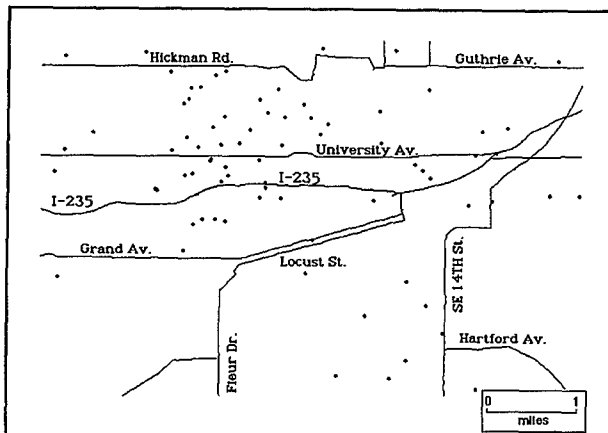 Hickman Rd.
Guthrie Av.
University Av.
I-235
I-235
Grand Av.
Locust St.
SE 14TH St.
Fleur Dr.
Hartford Av.
0 1
miles